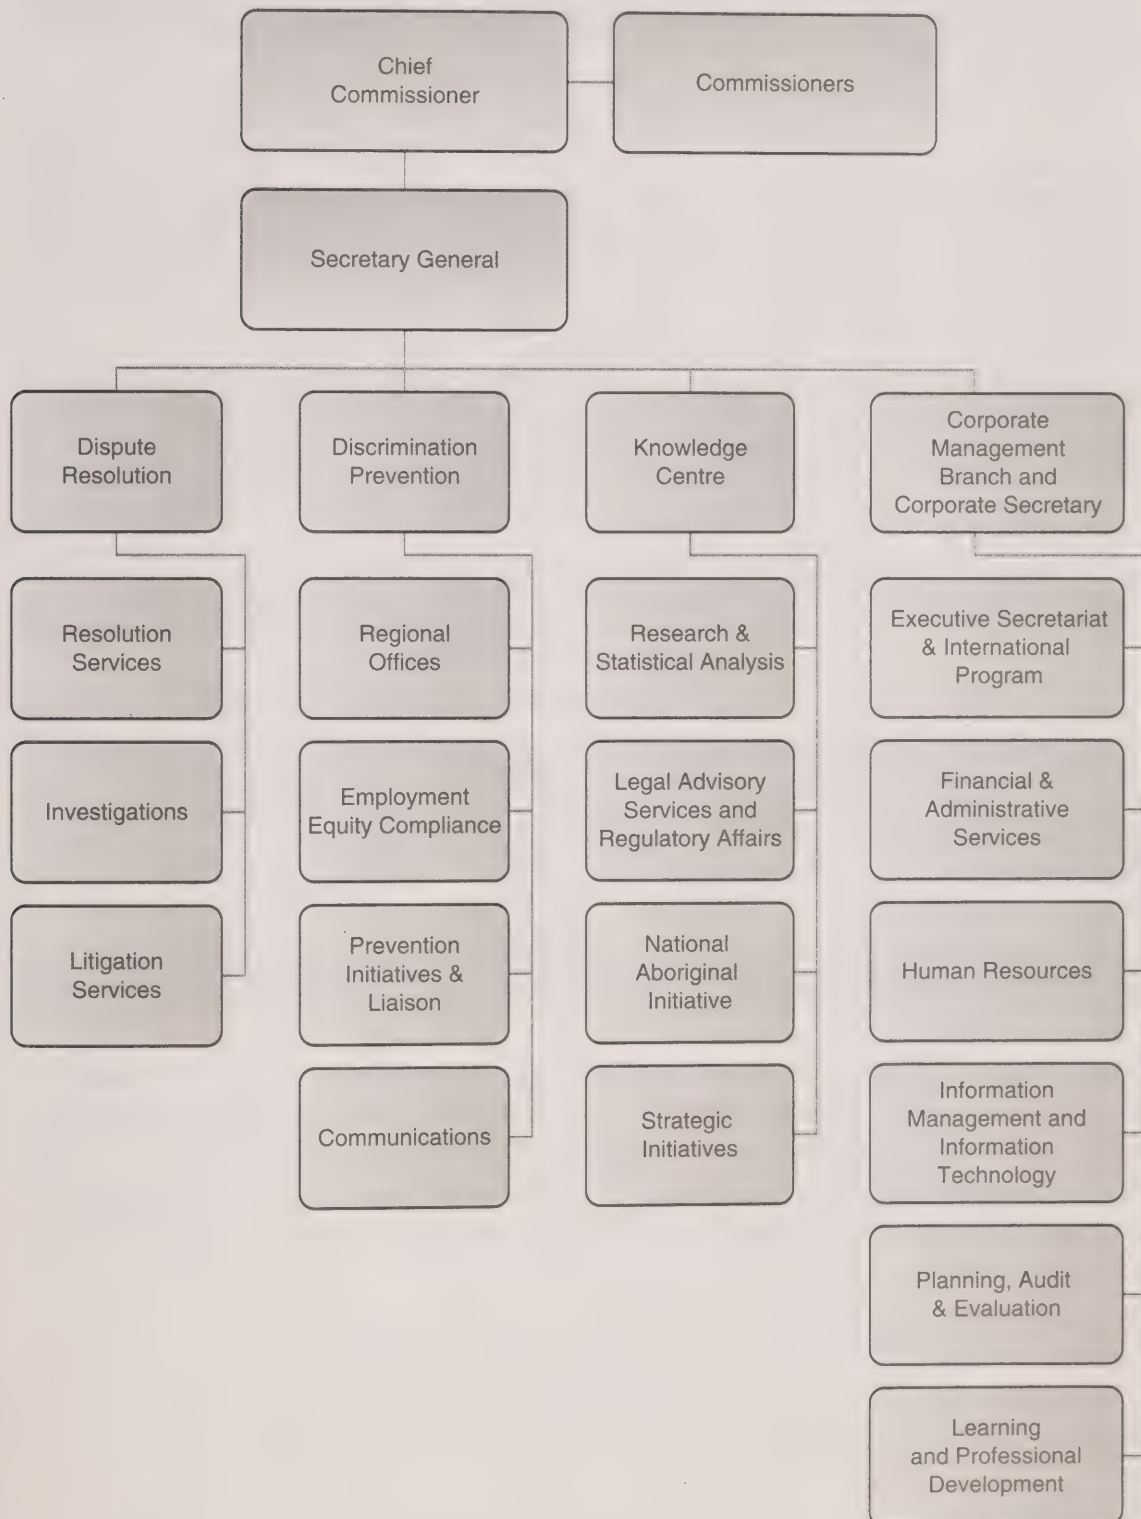 Chief
Commissioner
Commissioners
Secretary General
Dispute
Resolution
Discrimination
Prevention
Knowledge
Centre
Corporate
Management
Branch and
Corporate Secretary
Resolution
Services
Regional
Offices
Research &
Statistical Analysis
Executive Secretariat
& International
Program
Investigations
Employment
Equity Compliance
Legal Advisory
Services and
Regulatory Affairs
Financial &
Administrative
Services
Litigation
Services
Prevention
Initiatives &
Liaison
National
Aboriginal
Initiative
Human Resources
Communications
Strategic
Initiatives
Information
Management and
Information
Technology
Planning, Audit
& Evaluation
Learning
and Professional
Development